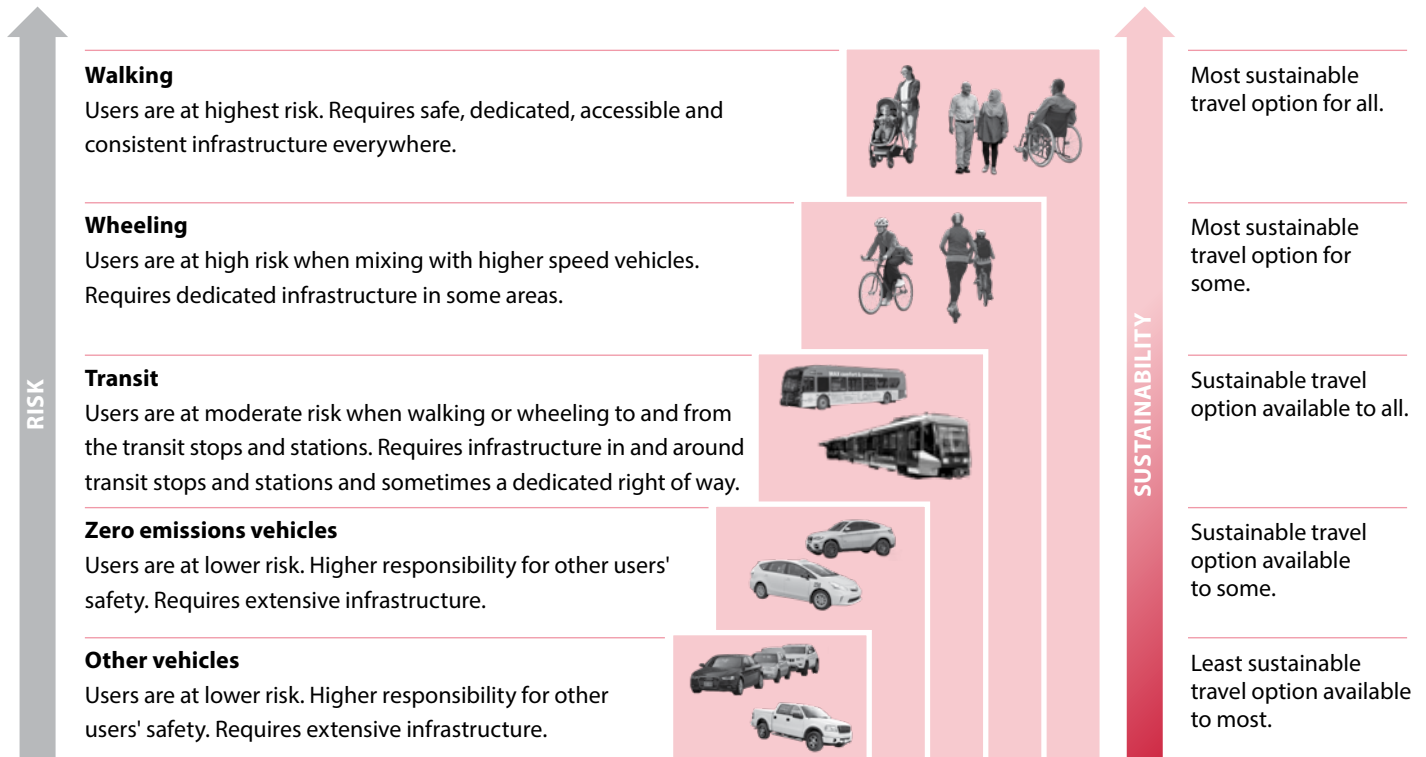 RISK
Walking
Users are at highest risk. Requires safe, dedicated, accessible and
consistent infrastructure everywhere.
Most sustainable
travel option for all.
Wheeling
Users are at high risk when mixing with higher speed vehicles.
Requires dedicated infrastructure in some areas.
Most sustainable
travel option for
some.
Transit
Users are at moderate risk when walking or wheeling to and from
the transit stops and stations. Requires infrastructure in and around
transit stops and stations and sometimes a dedicated right of way.
Sustainable travel
option available to all.
Zero emissions vehicles
Users are at lower risk. Higher responsibility for other users'
safety. Requires extensive infrastructure.
Sustainable travel
option available
to some.
Other vehicles
Users are at lower risk. Higher responsibility for other
users' safety. Requires extensive infrastructure.
Least sustainable
travel option available
to most.
SUSTAINABILITY